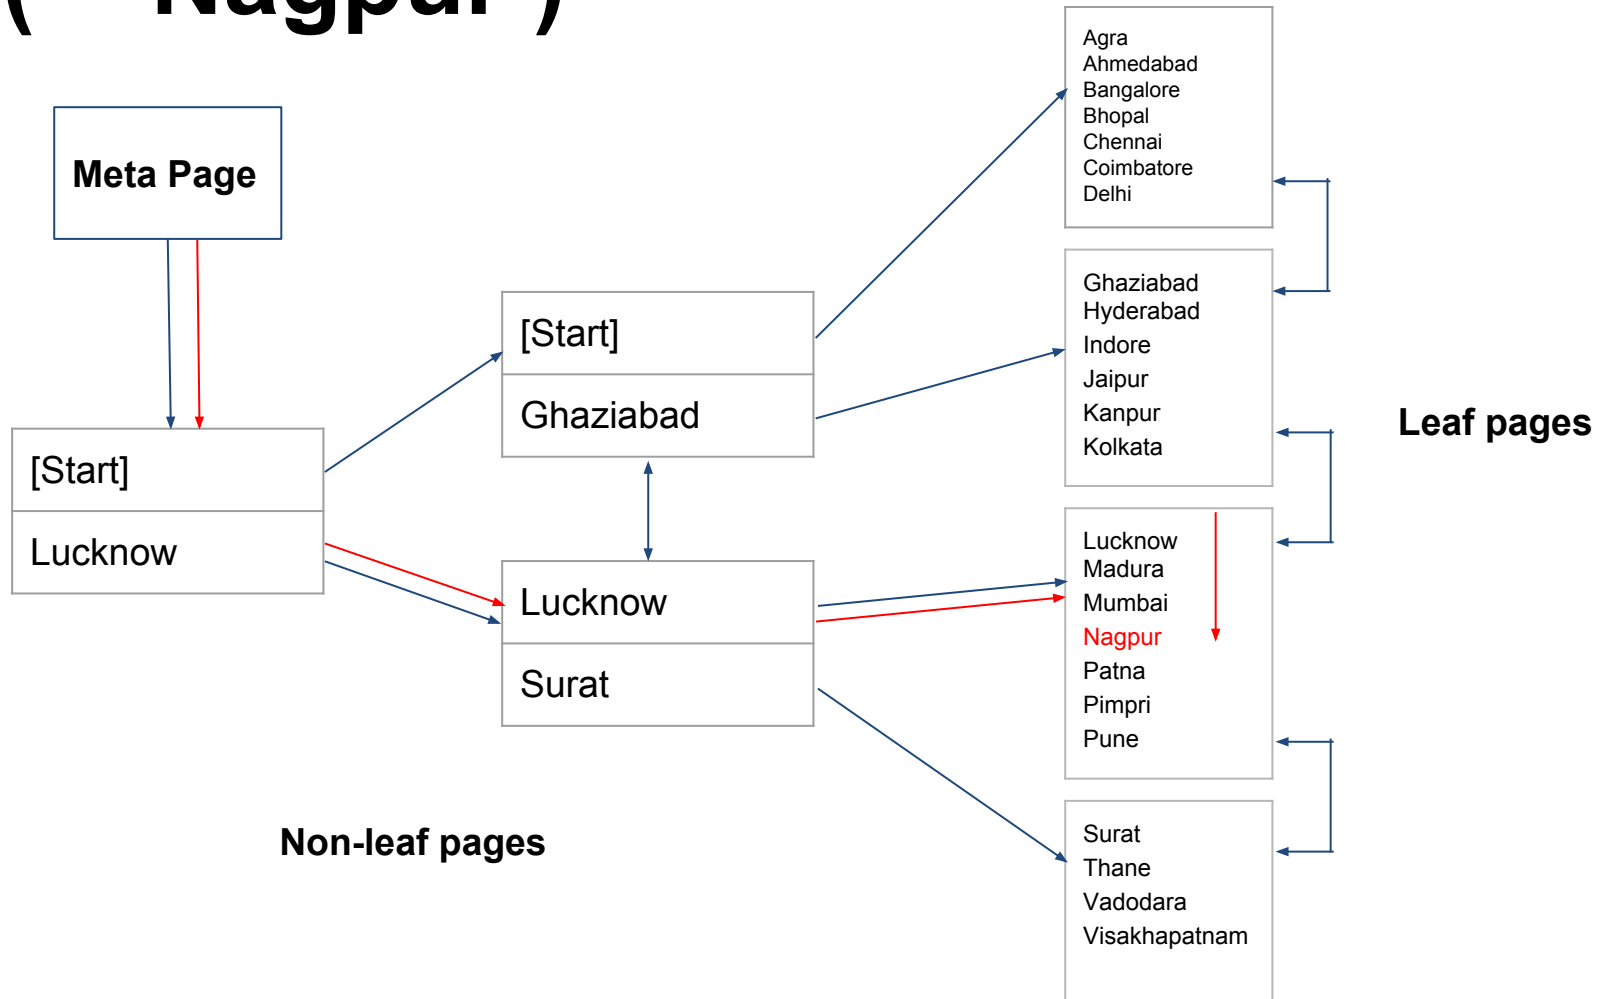 ( “Nagpur”)
Meta Page
[Start]
Lucknow
[Start]
Ghaziabad
Lucknow
Surat
Non-leaf pages
Agra
Ahmedabad
Bangalore
Bhopal
Chennai
Coimbatore
Delhi
Ghaziabad
Hyderabad
Indore
Jaipur
Kanpur
Kolkata
Lucknow
Madura
Mumbai
Nagpur
Patna
Pimpri
Pune
Surat
Thane
Vadodara
Visakhapatnam
Leaf pages